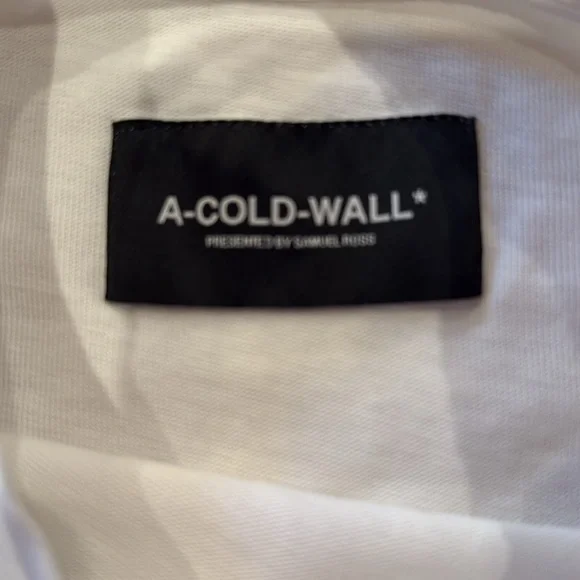 A-COLD-WALL*
PRESENTED BY SAMUEL ROSS